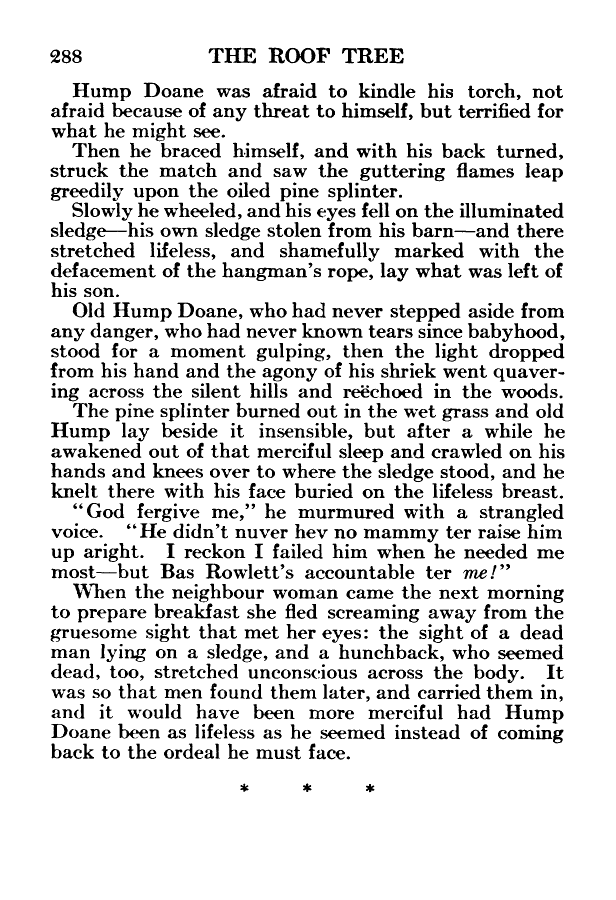 288 THE ROOF TREE
Hump Doane was afraid to kindle his torch, not
afraid because of any threat to himself, but terrified for
what he might see.
Then he braced himself, and with his back turned,
struck the match and saw the guttering flames leap
greedily upon the oiled pine splinter.
Slowly he wheeled, and his eyes fell on the illuminated
sledge—his own sledge stolen from his barn—and there
stretched lifeless, and shamefully marked with the
defacement of the hangman's rope, lay what was left of
his son.
Old Hump Doane, who had never stepped aside from
any danger, who had never known tears since babyhood,
stood for a moment gulping, then the light dropped
from his hand and the agony of his shriek went quaver-
ing across the silent hills and reëchoed in the woods.
The pine splinter burned out in the wet grass and old
Hump lay beside it insensible, but after a while he
awakened out of that merciful sleep and crawled on his
hands and knees over to where the sledge stood, and he
knelt there with his face buried on the lifeless breast.
"God fergive me," he murmured with a strangled
voice. "He didn't nuver hev no mammy ter raise him
up aright. I reckon I failed him when he needed me
most—but Bas Rowlett's accountable ter me!"
When the neighbour woman came the next morning
to prepare breakfast she fled screaming away from the
gruesome sight that met her eyes: the sight of a dead
man lying on a sledge, and a hunchback, who seemed
dead, too, stretched unconscious across the body. It
was so that men found them later, and carried them in,
and it would have been more merciful had Hump
Doane been as lifeless as he seemed instead of coming
back to the ordeal he must face.
* * *